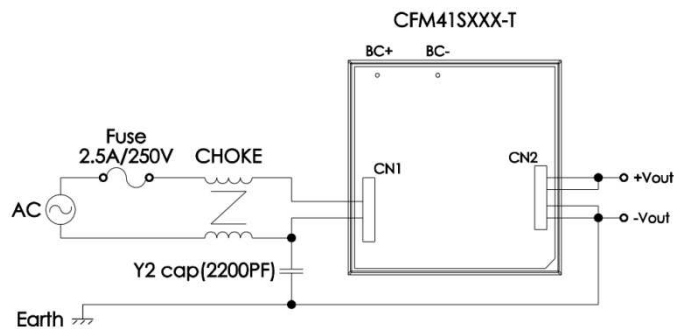 CFM41SXXX-T
BC+ BC-
Fuse
2.5A/250V
CHOKE
CN1
CN2
+Vout
AC
-Vout
Y2 cap(2200PF)
Earth